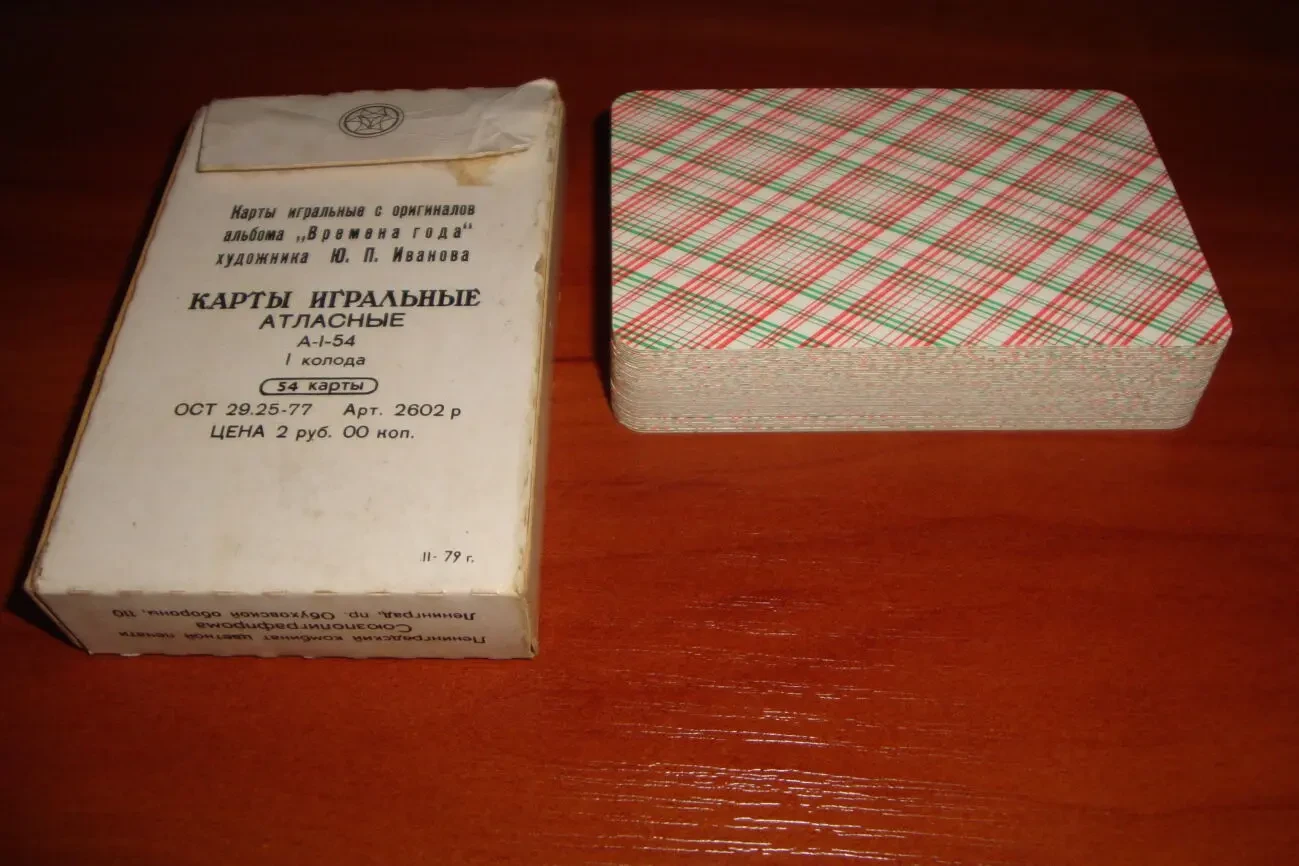 Карты игральные с оригиналов
альбома „Времена года“
художника Ю. П. Иванова
КАРТЫ ИГРАЛЬНЫЕ
АТЛАСНЫЕ
А-I-54
I колода
54 карты
ОСТ 29.25-77 Арт. 2602 р
ЦЕНА 2 руб. 00 коп.
II- 79 г.
Ленинградский комбинат цветной печати
Союзполиграфпрома
Ленинград, пр. Обуховской обороны, 110